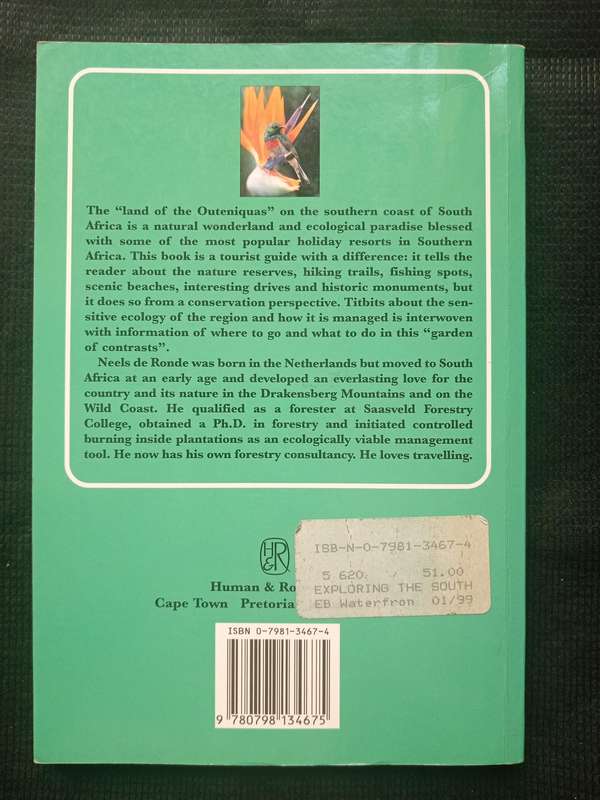 The “land of the Outeniquas” on the southern coast of South
Africa is a natural wonderland and ecological paradise blessed
with some of the most popular holiday resorts in Southern
Africa. This book is a tourist guide with a difference: it tells the
reader about the nature reserves, hiking trails, fishing spots,
scenic beaches, interesting drives and historic monuments, but
it does so from a conservation perspective. Titbits about the sen-
sitive ecology of the region and how it is managed is interwoven
with information of where to go and what to do in this “garden
of contrasts”.
Neels de Ronde was born in the Netherlands but moved to South
Africa at an early age and developed an everlasting love for the
country and its nature in the Drakensberg Mountains and on the
Wild Coast. He qualified as a forester at Saasveld Forestry
College, obtained a Ph.D. in forestry and initiated controlled
burning inside plantations as an ecologically viable management
tool. He now has his own forestry consultancy. He loves travelling.
H&R
Human & Ro
Cape Town Pretoria
ISB-N-0-7981-3467-4
5 620. / 51.00
EXPLORING THE SOUTH
EB Waterfron 01/99
ISBN 0-7981-3467-4
9 780798 134675